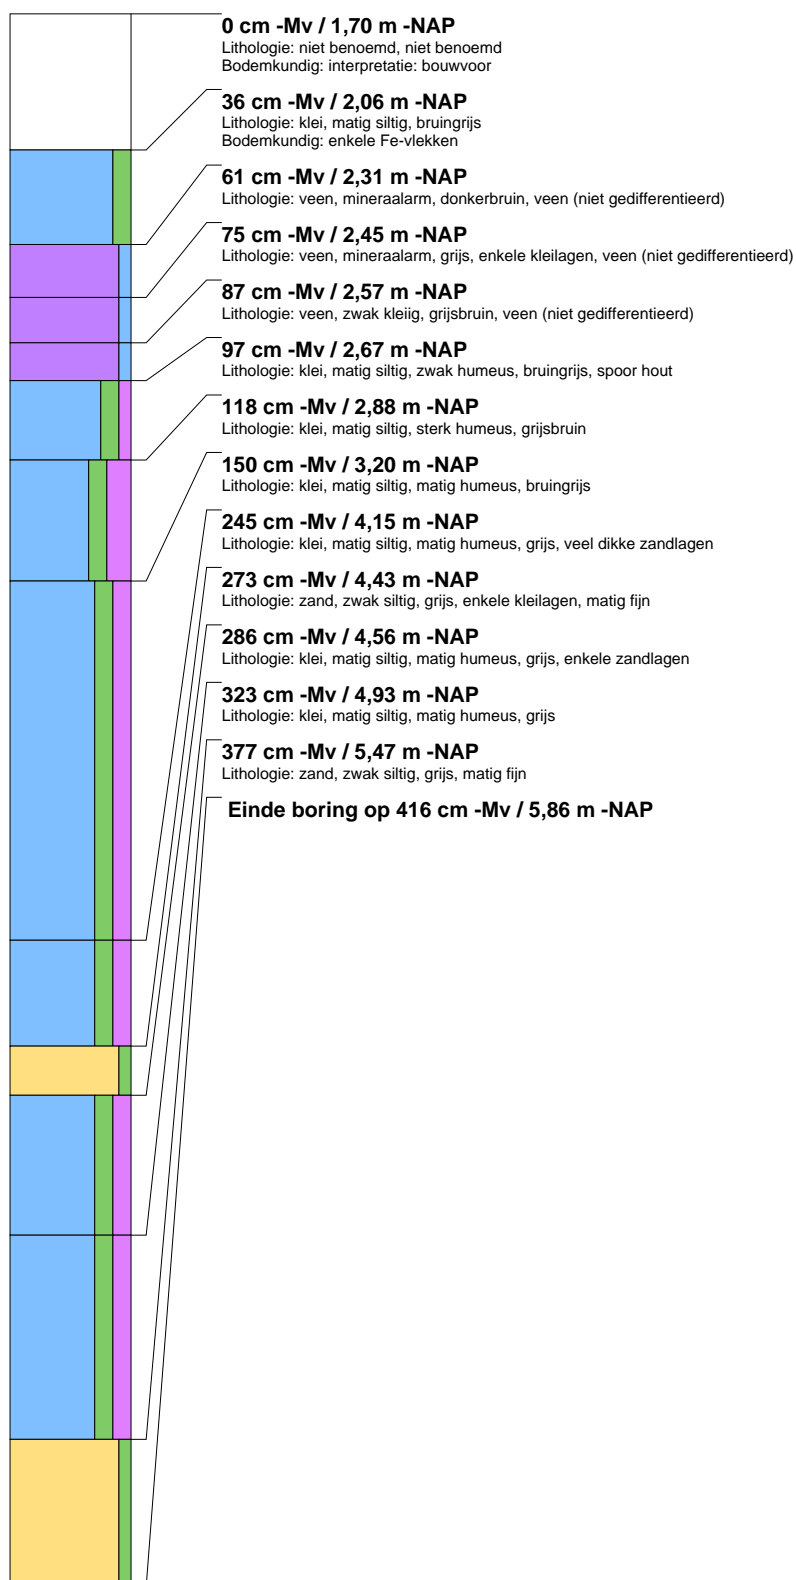 0 cm -Mv / 1,70 m -NAP
Lithologie: niet benoemd, niet benoemd
Bodemkundig: interpretatie: bouwvoor
36 cm -Mv / 2,06 m -NAP
Lithologie: klei, matig siltig, bruingrijs
Bodemkundig: enkele Fe-vlekken
61 cm -Mv / 2,31 m -NAP
Lithologie: veen, mineraalarm, donkerbruin, veen (niet gedifferentieerd)
75 cm -Mv / 2,45 m -NAP
Lithologie: veen, mineraalarm, grijs, enkele kleilagen, veen (niet gedifferentieerd)
87 cm -Mv / 2,57 m -NAP
Lithologie: veen, zwak kleiig, grijsbruin, veen (niet gedifferentieerd)
97 cm -Mv / 2,67 m -NAP
Lithologie: klei, matig siltig, zwak humeus, bruingrijs, spoor hout
118 cm -Mv / 2,88 m -NAP
Lithologie: klei, matig siltig, sterk humeus, grijsbruin
150 cm -Mv / 3,20 m -NAP
Lithologie: klei, matig siltig, matig humeus, bruingrijs
245 cm -Mv / 4,15 m -NAP
Lithologie: klei, matig siltig, matig humeus, grijs, veel dikke zandlagen
273 cm -Mv / 4,43 m -NAP
Lithologie: zand, zwak siltig, grijs, enkele kleilagen, matig fijn
286 cm -Mv / 4,56 m -NAP
Lithologie: klei, matig siltig, matig humeus, grijs, enkele zandlagen
323 cm -Mv / 4,93 m -NAP
Lithologie: klei, matig siltig, matig humeus, grijs
377 cm -Mv / 5,47 m -NAP
Lithologie: zand, zwak siltig, grijs, matig fijn
Einde boring op 416 cm -Mv / 5,86 m -NAP